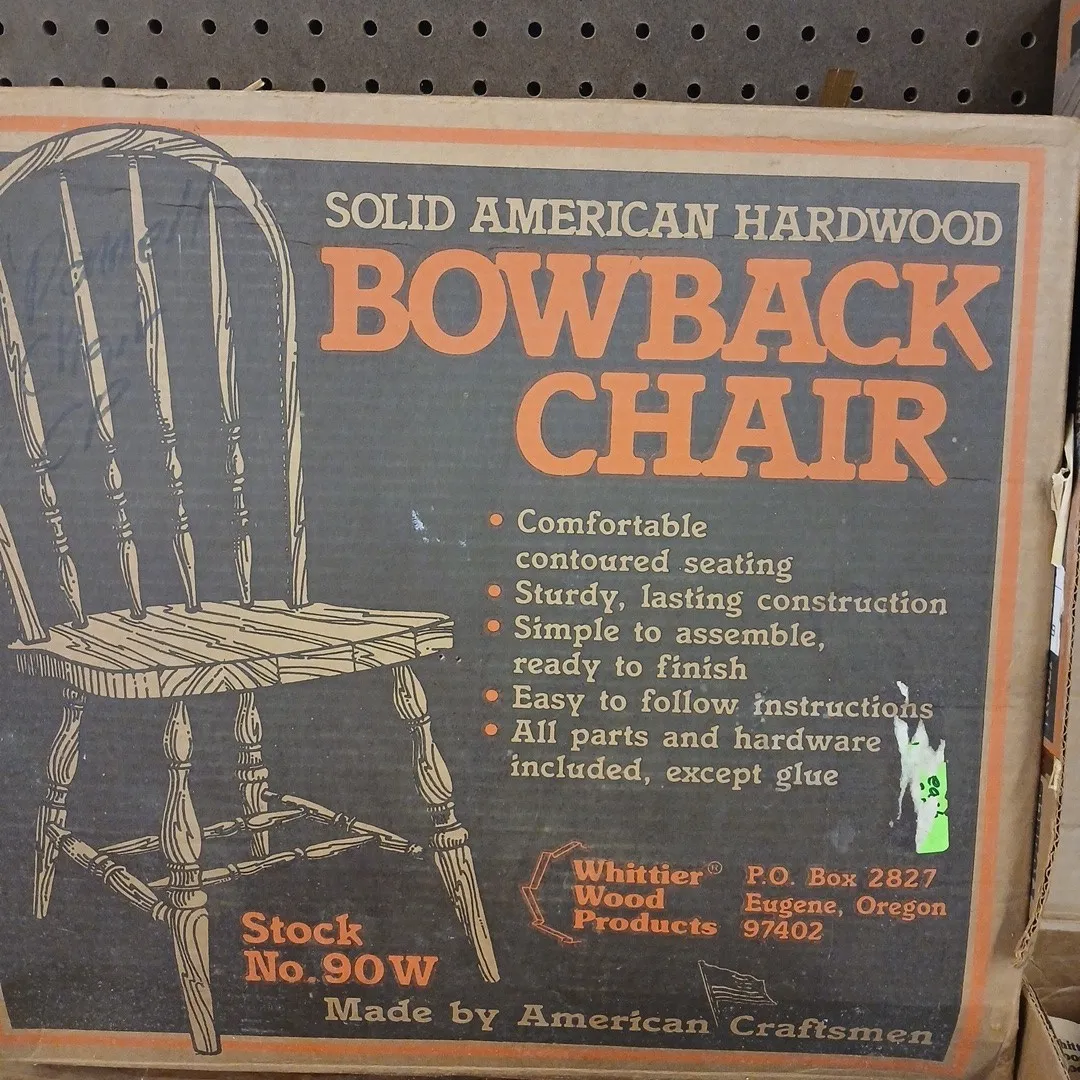 SOLID AMERICAN HARDWOOD
BOWBACK
CHAIR
• Comfortable
contoured seating
• Sturdy, lasting construction
• Simple to assemble,
ready to finish
• Easy to follow instructions
• All parts and hardware
included, except glue
ea.
Whittier®
Wood
Products
P.O. Box 2827
Eugene, Oregon
97402
Stock
No. 90W
Made by American Craftsmen